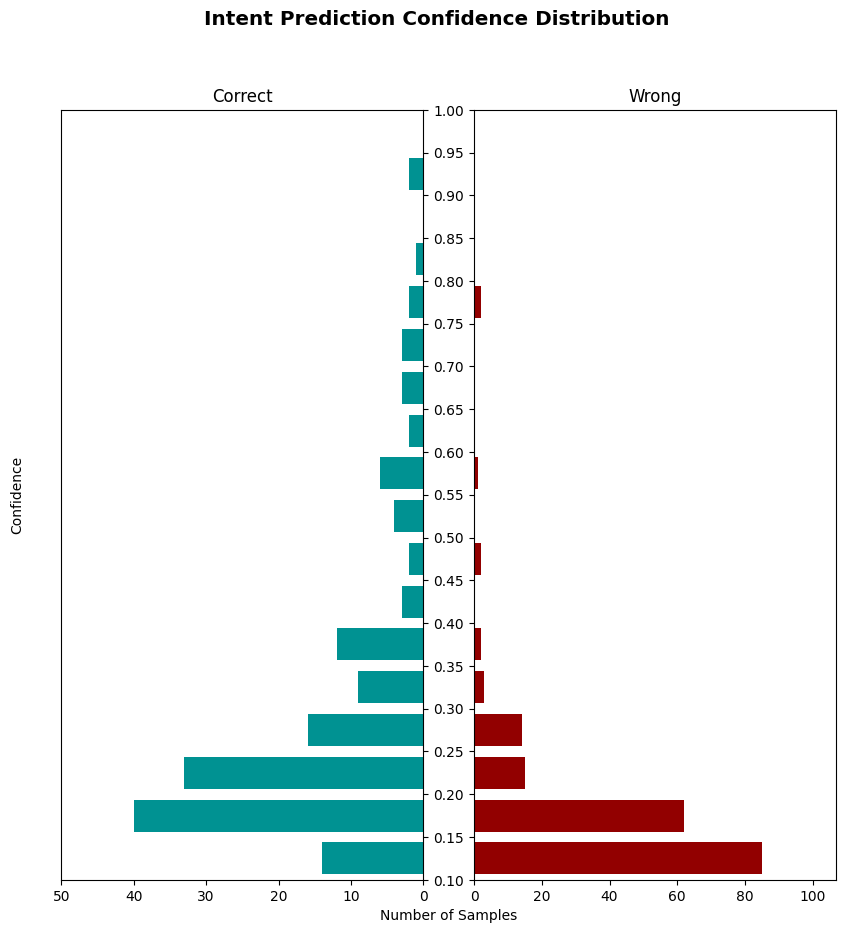 Intent Prediction Confidence Distribution
Correct
Wrong
1.00
0.95
0.90
0.85
0.80
0.75
0.70
0.65
0.60
0.55
0.50
0.45
0.40
0.35
0.30
0.25
0.20
0.15
0.10
Confidence
50 40 30 20 10 0
0 20 40 60 80 100
Number of Samples